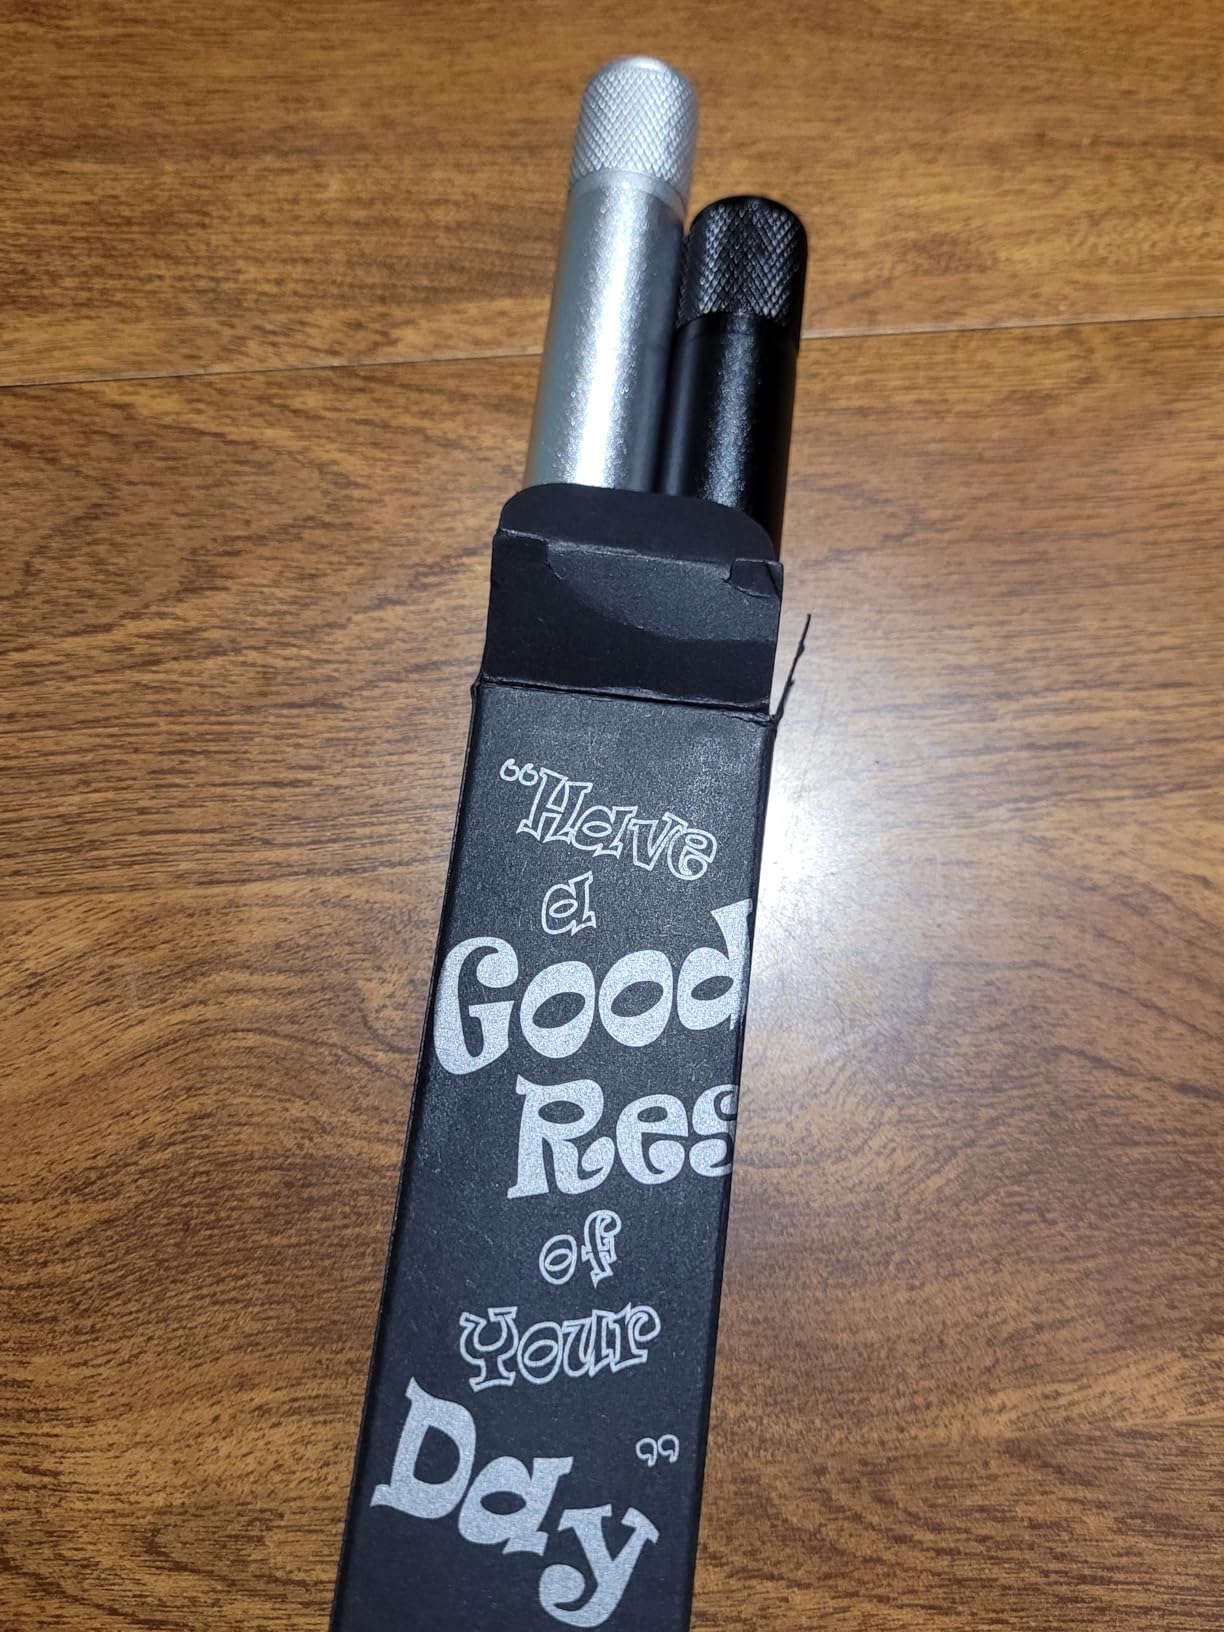 “Have
a
Good
Res
of
Your
Day”